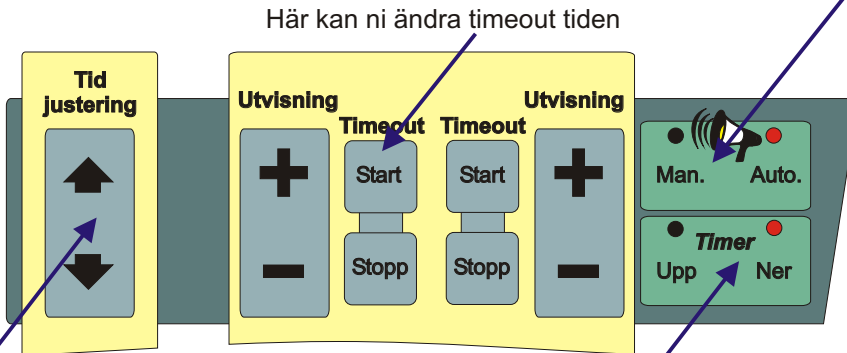 Här kan ni ändra timeout tiden
Tid
justering
Utvisning
Timeout
Timeout
Utvisning
Start
Start
Stopp
Stopp
Man.
Auto.
Timer
Upp
Ner